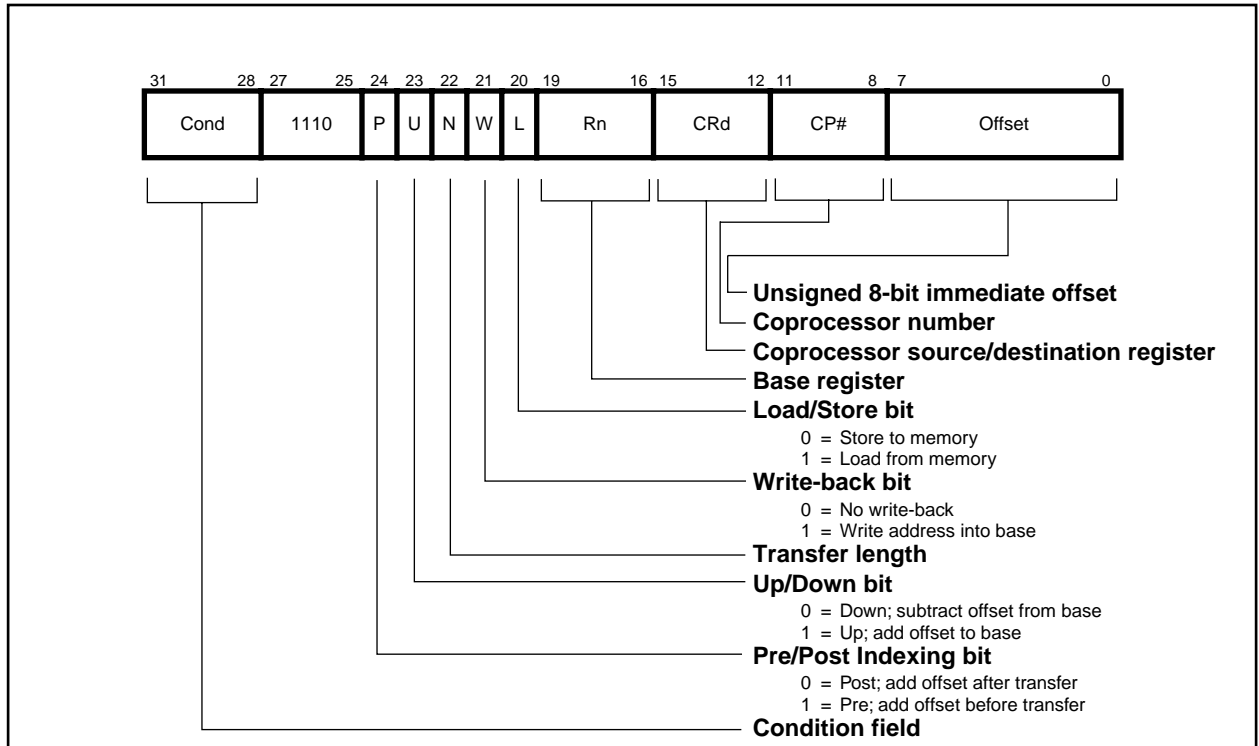 31 28 27 25 24 23 22 21 20 19 16 15 12 11 8 7 0
Cond 1110 P U N W L Rn CRd CP# Offset
Unsigned 8-bit immediate offset
Coprocessor number
Coprocessor source/destination register
Base register
Load/Store bit
0 = Store to memory
1 = Load from memory
Write-back bit
0 = No write-back
1 = Write address into base
Transfer length
Up/Down bit
0 = Down; subtract offset from base
1 = Up; add offset to base
Pre/Post Indexing bit
0 = Post; add offset after transfer
1 = Pre; add offset before transfer
Condition field